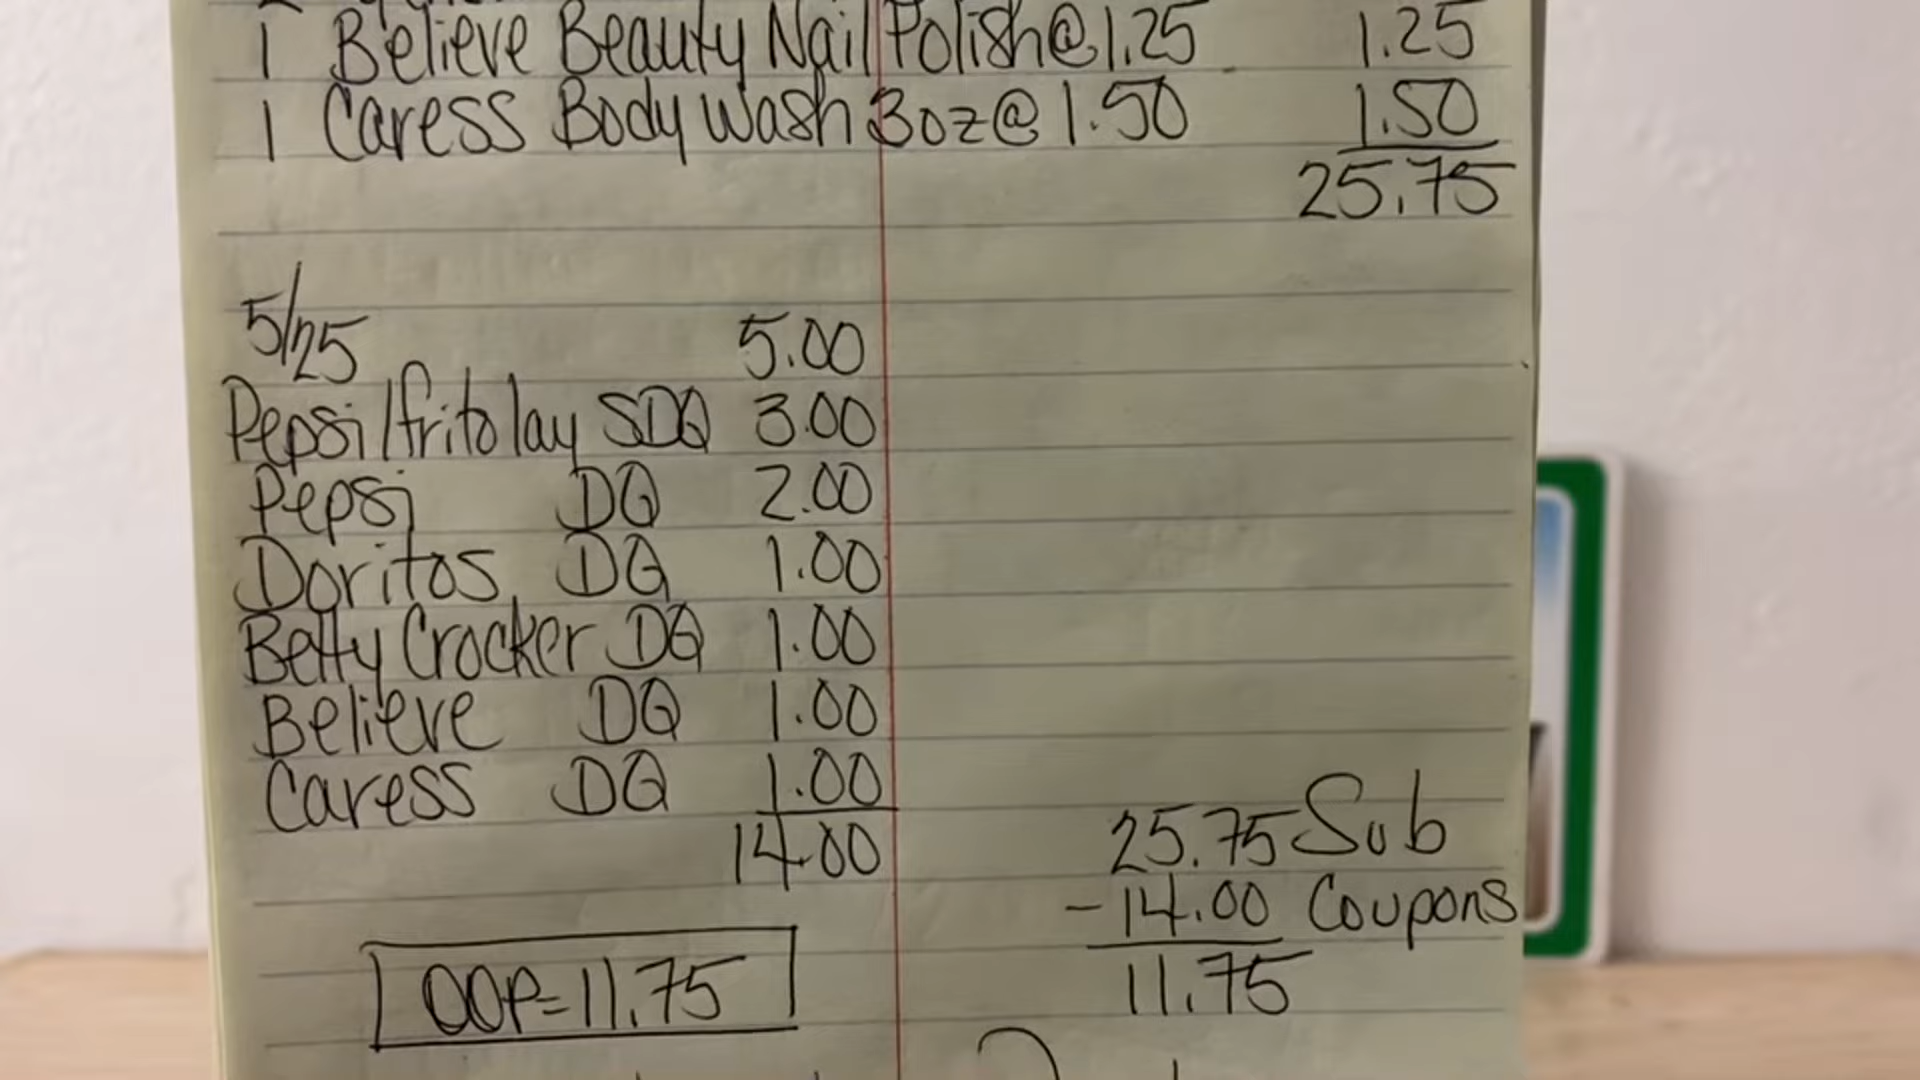 1 Believe Beauty Nail Polish @ 1.25 1.25
1 Caress Body Wash 3oz @ 1.50 1.50
25.75
5/25 5.00
Pepsi/frito lay SDQ 3.00
Pepsi DQ 2.00
Doritos DQ 1.00
Betty Crocker DQ 1.00
Believe DQ 1.00
Caress DQ 1.00
14.00
25.75 Sub
-14.00 Coupons
11.75
OOP=11.75